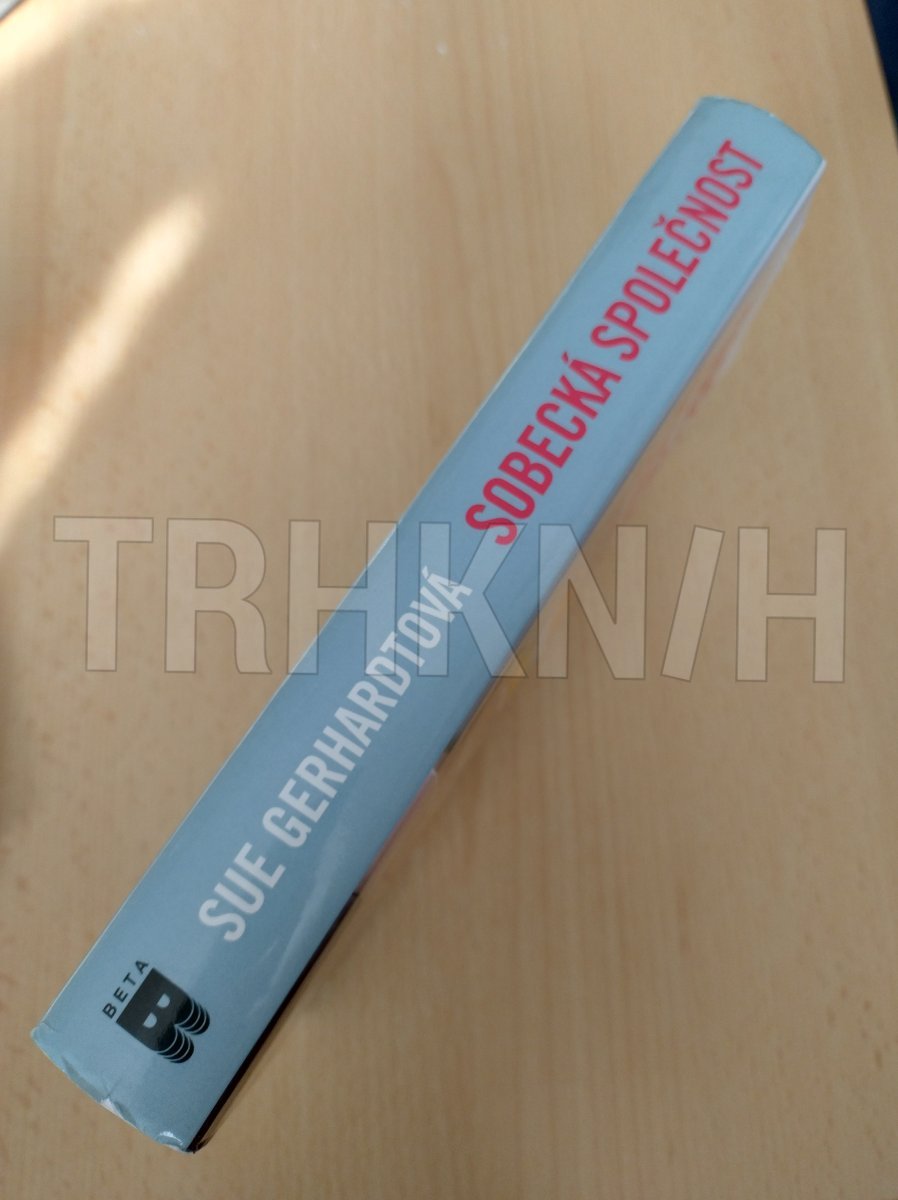 SUE GERHARDTOVÁ SOBECKÁ SPOLEČNOST
BETA
B
TRHKNIH